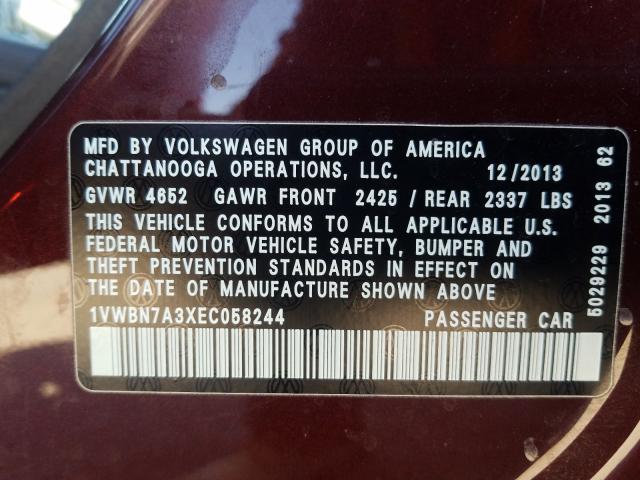 MFD BY VOLKSWAGEN GROUP OF AMERICA
CHATTANOOGA OPERATIONS, LLC. 12/2013
GVWR 4652 GAWR FRONT 2425 / REAR 2337 LBS
THIS VEHICLE CONFORMS TO ALL APPLICABLE U.S.
FEDERAL MOTOR VEHICLE SAFETY, BUMPER AND
THEFT PREVENTION STANDARDS IN EFFECT ON
THE DATE OF MANUFACTURE SHOWN ABOVE
1VWBN7A3XEC058244 PASSENGER CAR
5029229 2013 62